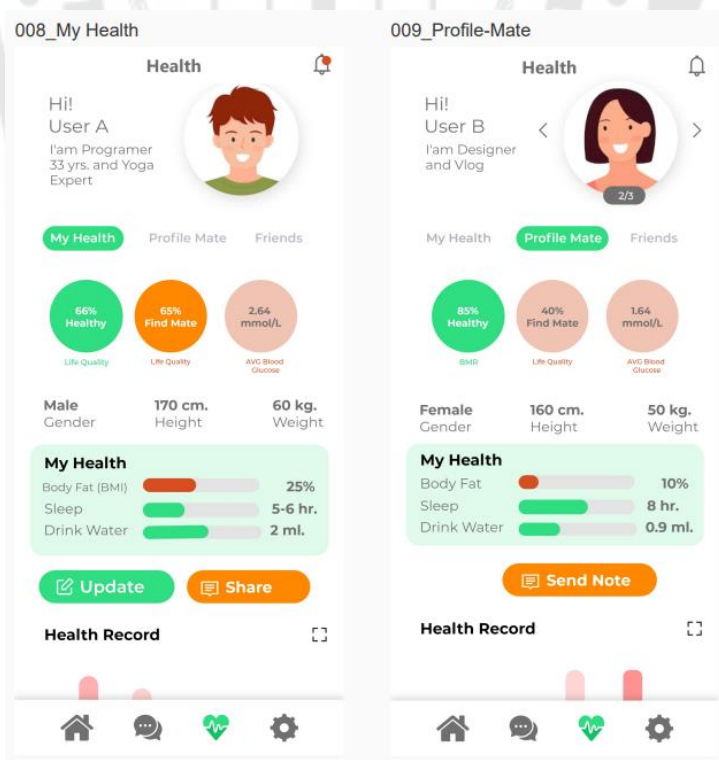 008_My Health
Health
Hi!
User A
I'am Programer
33 yrs. and Yoga
Expert
My Health Profile Mate Friends
66%
Healthy
65%
Find Mate
2.64
mmol/L
Life Quality
Life Quality
AVG Blood
Glucose
Male 170 cm. 60 kg.
Gender Height Weight
My Health
Body Fat (BMI) 25%
Sleep 5-6 hr.
Drink Water 2 ml.
Update Share
Health Record
009_Profile-Mate
Health
Hi!
User B
I'am Designer
and Vlog
2/3
My Health Profile Mate Friends
85%
Healthy
40%
Find Mate
1.64
mmol/L
BMR
Life Quality
AVG Blood
Glucose
Female 160 cm. 50 kg.
Gender Height Weight
My Health
Body Fat 10%
Sleep 8 hr.
Drink Water 0.9 ml.
Send Note
Health Record